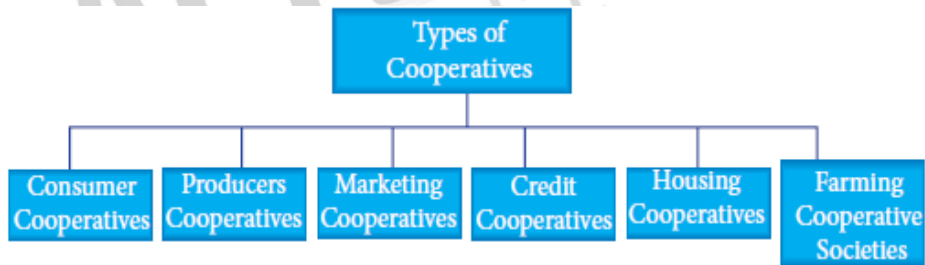 Types of
Cooperatives
Consumer
Cooperatives
Producers
Cooperatives
Marketing
Cooperatives
Credit
Cooperatives
Housing
Cooperatives
Farming
Cooperative
Societies